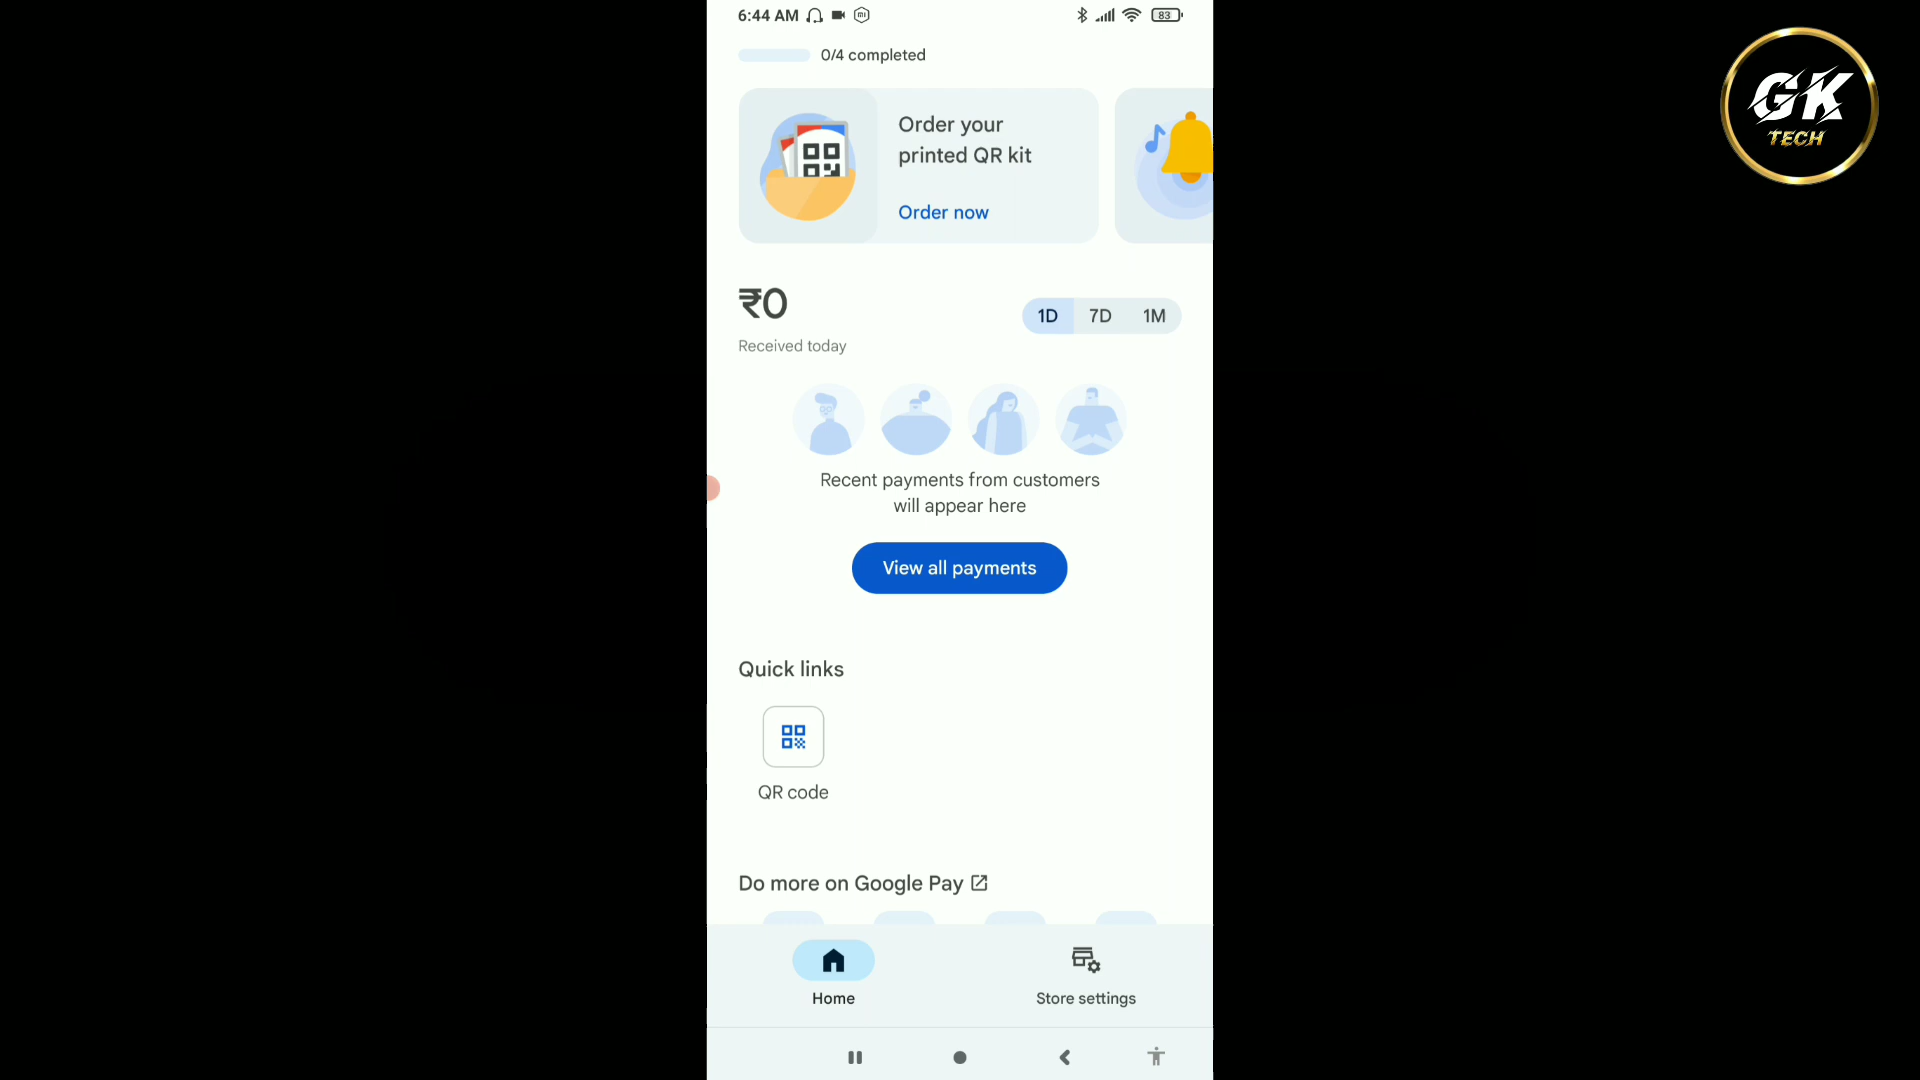 6:44 AM
83
0/4 completed
GK
TECH
Order your
printed QR kit
Order now
₹0
1D 7D 1M
Received today
Recent payments from customers
will appear here
View all payments
Quick links
QR code
Do more on Google Pay
Home
Store settings